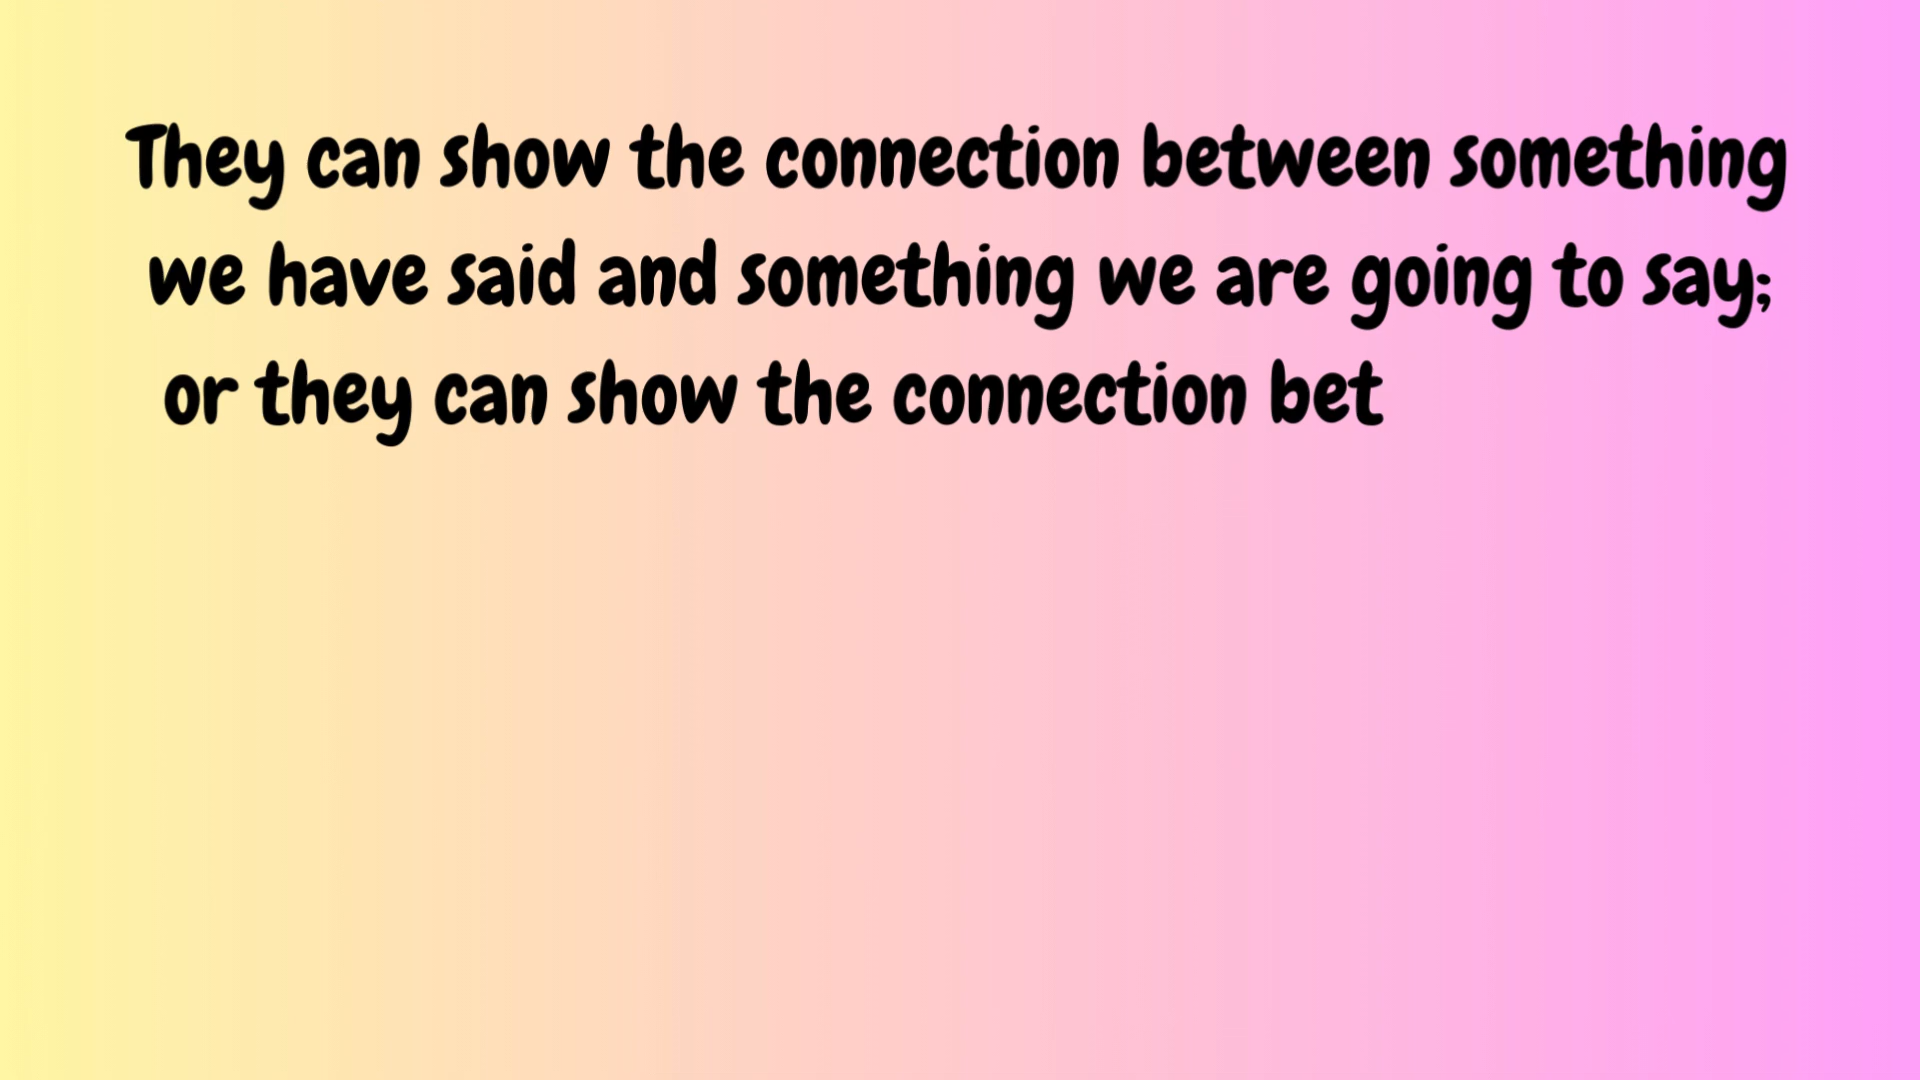 They can show the connection between something
we have said and something we are going to say;
or they can show the connection bet